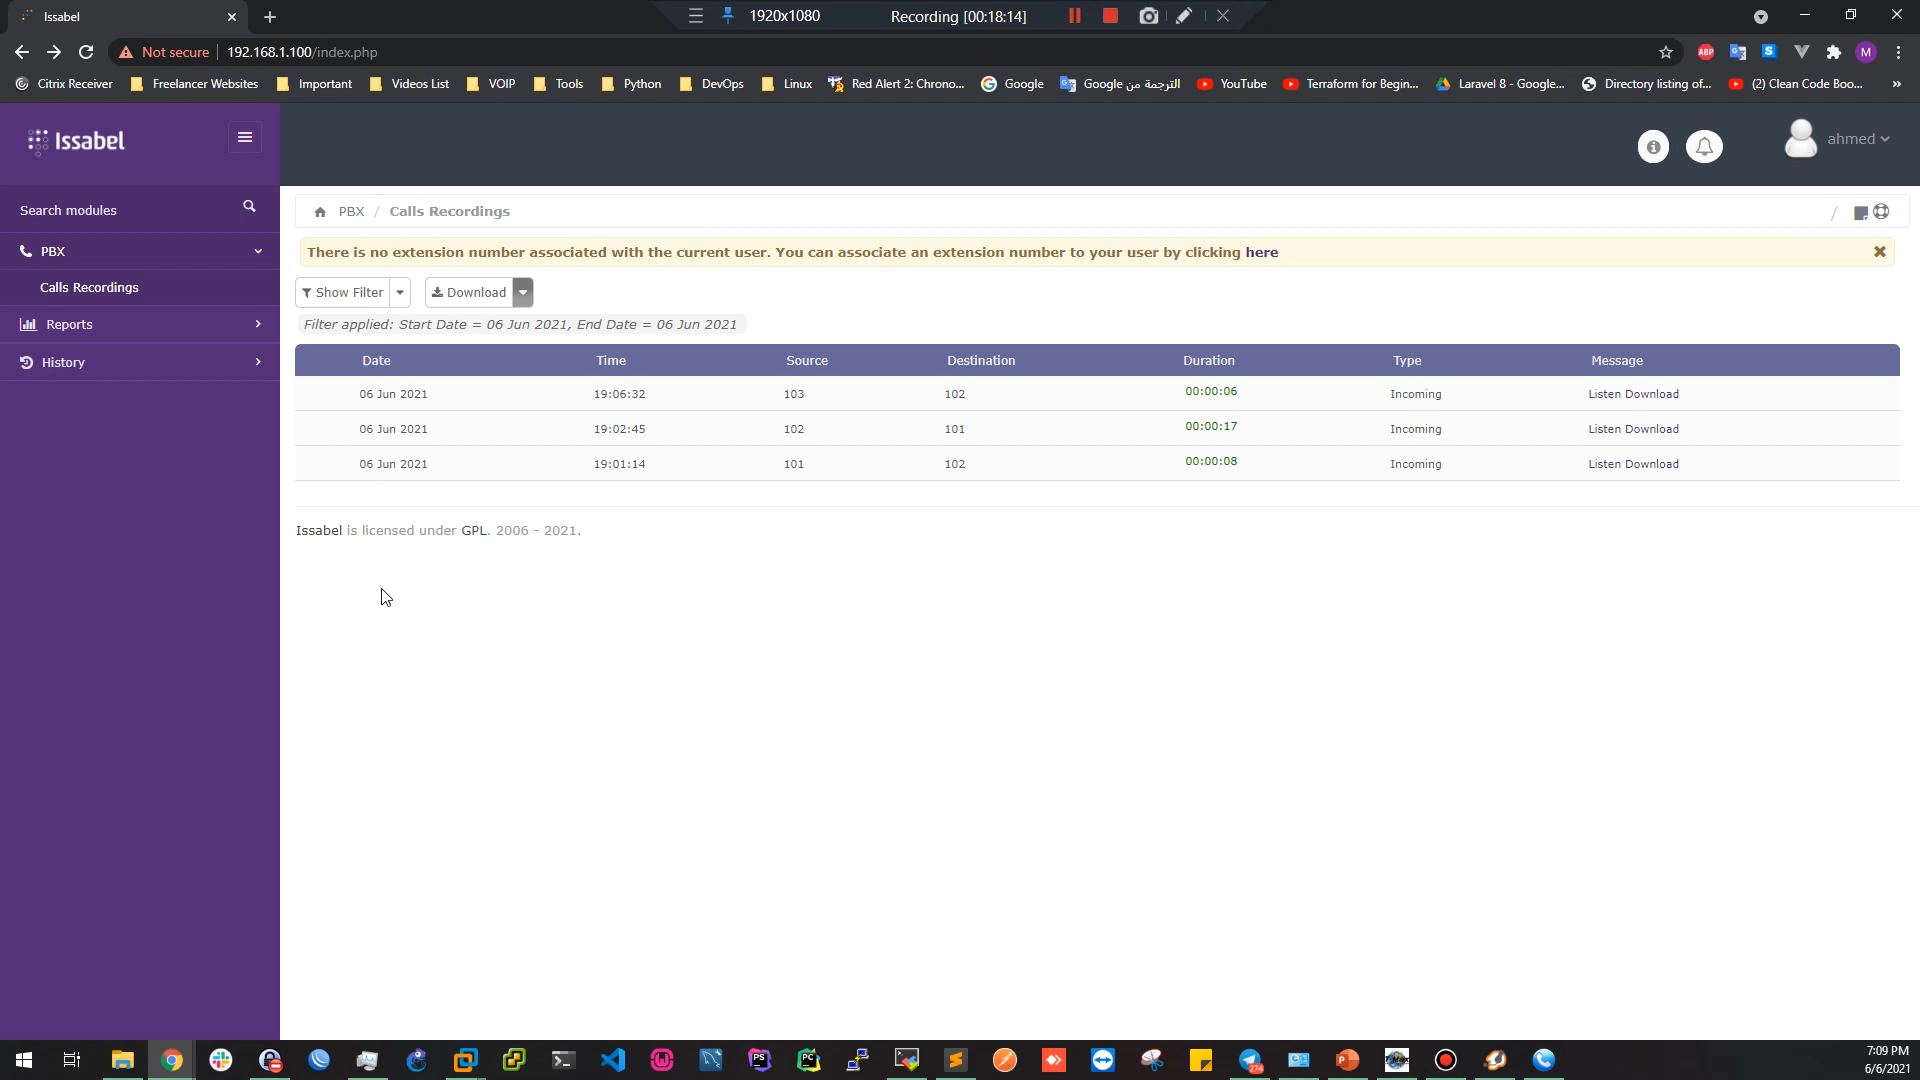 Issabel
1920x1080
Recording [00:18:14]
Not secure
192.168.1.100/index.php
ABP
S
M
Citrix Receiver
Freelancer Websites
Important
Videos List
VOIP
Tools
Python
DevOps
Linux
Red Alert 2: Chrono...
Google
الترجمة من Google
YouTube
Terraform for Begin...
Laravel 8 - Google...
Directory listing of...
(2) Clean Code Boo...
»
Issabel
ahmed
Search modules
PBX / Calls Recordings
/
PBX
There is no extension number associated with the current user. You can associate an extension number to your user by clicking here
Calls Recordings
Show Filter
Download
Reports
Filter applied: Start Date = 06 Jun 2021, End Date = 06 Jun 2021
History
Date Time Source Destination Duration Type Message
06 Jun 2021 19:06:32 103 102 00:00:06 Incoming Listen Download
06 Jun 2021 19:02:45 102 101 00:00:17 Incoming Listen Download
06 Jun 2021 19:01:14 101 102 00:00:08 Incoming Listen Download
Issabel is licensed under GPL. 2006 - 2021.
PS
PC
274
7:09 PM
6/6/2021